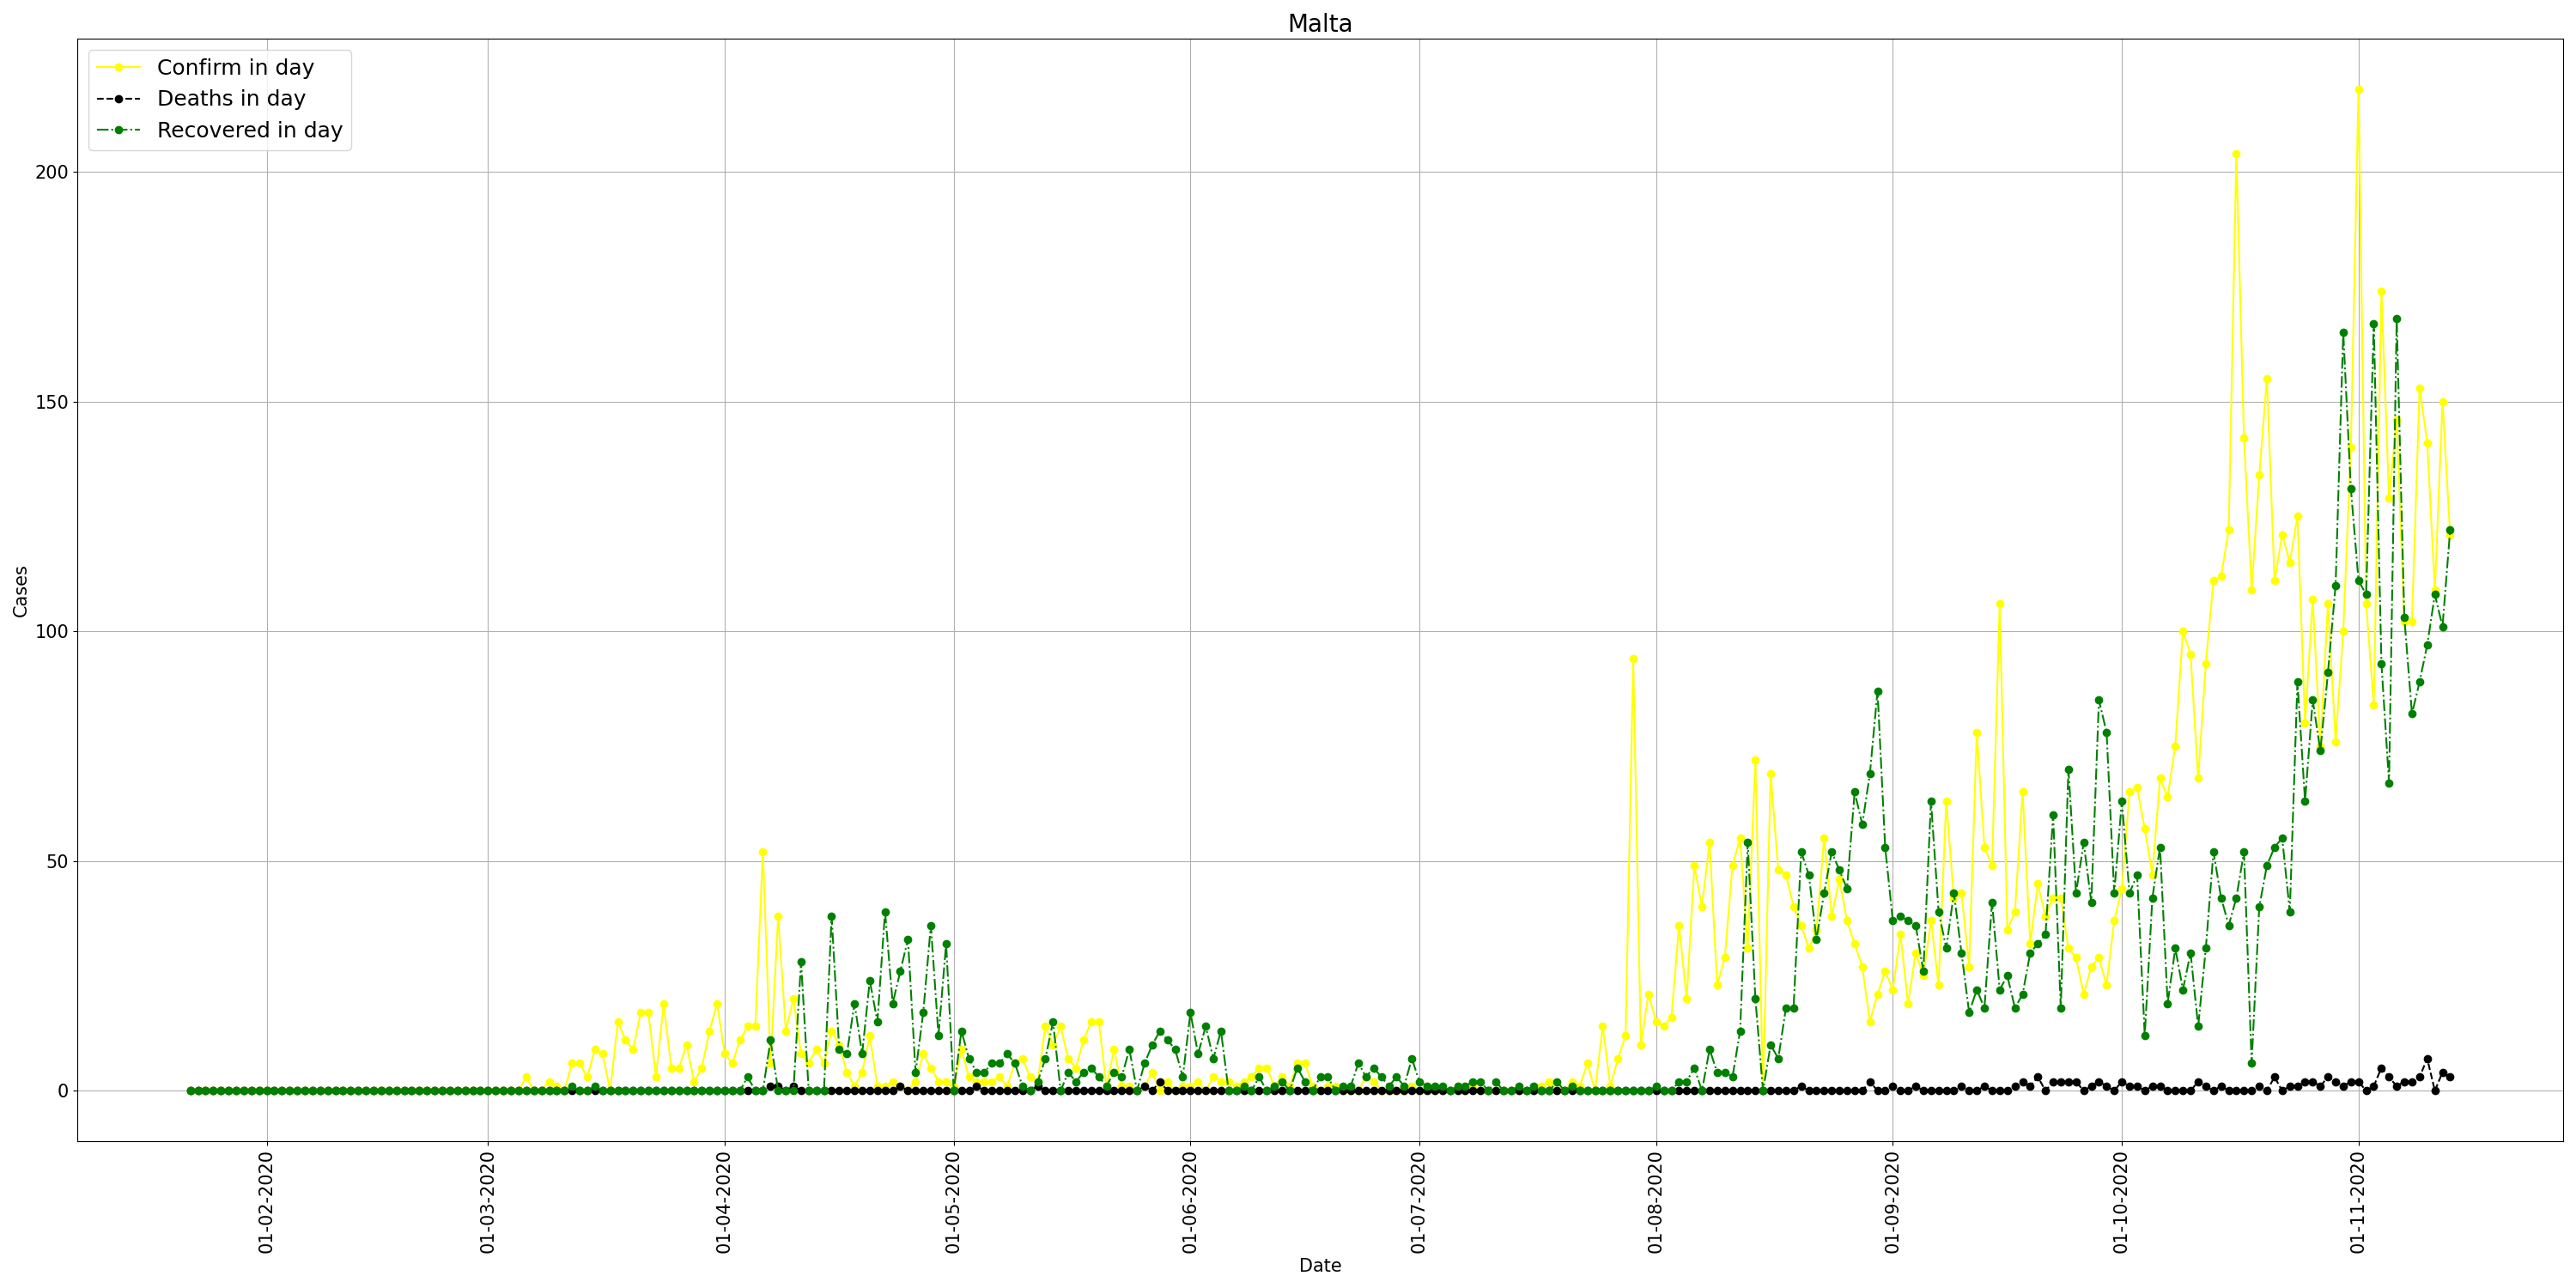 Malta
Confirm in day
Deaths in day
Recovered in day
200
150
100
50
0
Cases
01-02-2020
01-03-2020
01-04-2020
01-05-2020
01-06-2020
01-07-2020
01-08-2020
01-09-2020
01-10-2020
01-11-2020
Date